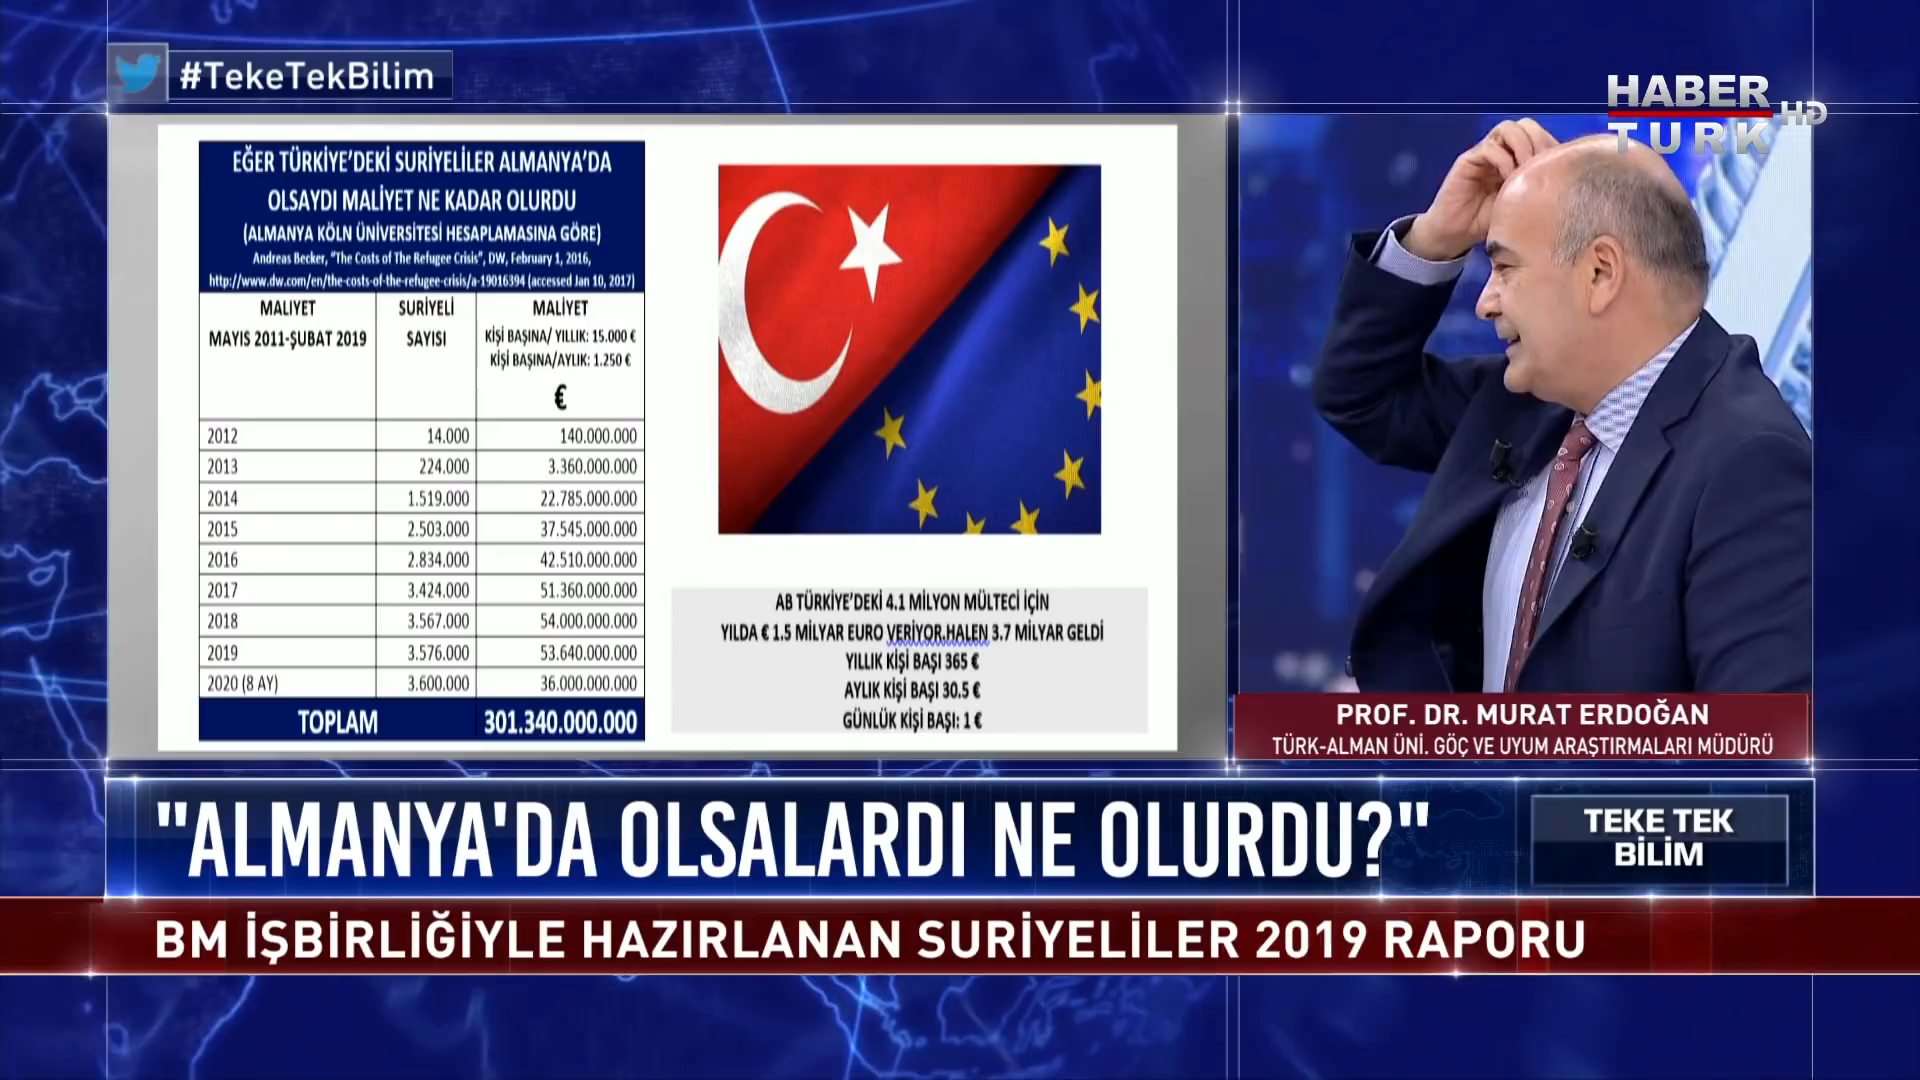 #TekeTekBilim
HABER
TURK HD
EĞER TÜRKİYE'DEKİ SURİYELİLER ALMANYA'DA
OLSAYDI MALİYET NE KADAR OLURDU
(ALMANYA KÖLN ÜNİVERSİTESİ HESAPLAMASINA GÖRE)
Andreas Becker, "The Costs of The Refugee Crisis", DW, February 1, 2016,
http://www.dw.com/en/the-costs-of-the-refugee-crisis/a-19016394 (accessed Jan 10, 2017)
MALIYET
MAYIS 2011-ŞUBAT 2019
SURİYELİ
SAYISI
MALİYET
KİŞİ BAŞINA/ YILLIK: 15.000 €
KİŞİ BAŞINA/AYLIK: 1.250 €
€
2012 14.000 140.000.000
2013 224.000 3.360.000.000
2014 1.519.000 22.785.000.000
2015 2.503.000 37.545.000.000
2016 2.834.000 42.510.000.000
2017 3.424.000 51.360.000.000
2018 3.567.000 54.000.000.000
2019 3.576.000 53.640.000.000
2020 (8 AY) 3.600.000 36.000.000.000
TOPLAM 301.340.000.000
AB TÜRKİYE'DEKİ 4.1 MİLYON MÜLTECİ İÇİN
YILDA € 1.5 MİLYAR EURO VERİYOR.HALEN 3.7 MİLYAR GELDİ
YILLIK KİŞİ BAŞI 365 €
AYLIK KİŞİ BAŞI 30.5 €
GÜNLÜK KİŞİ BAŞI: 1 €
PROF. DR. MURAT ERDOĞAN
TÜRK-ALMAN ÜNİ. GÖÇ VE UYUM ARAŞTIRMALARI MÜDÜRÜ
"ALMANYA'DA OLSALARDI NE OLURDU?"
TEKE TEK
BİLİM
BM İŞBİRLİĞİYLE HAZIRLANAN SURİYELİLER 2019 RAPORU